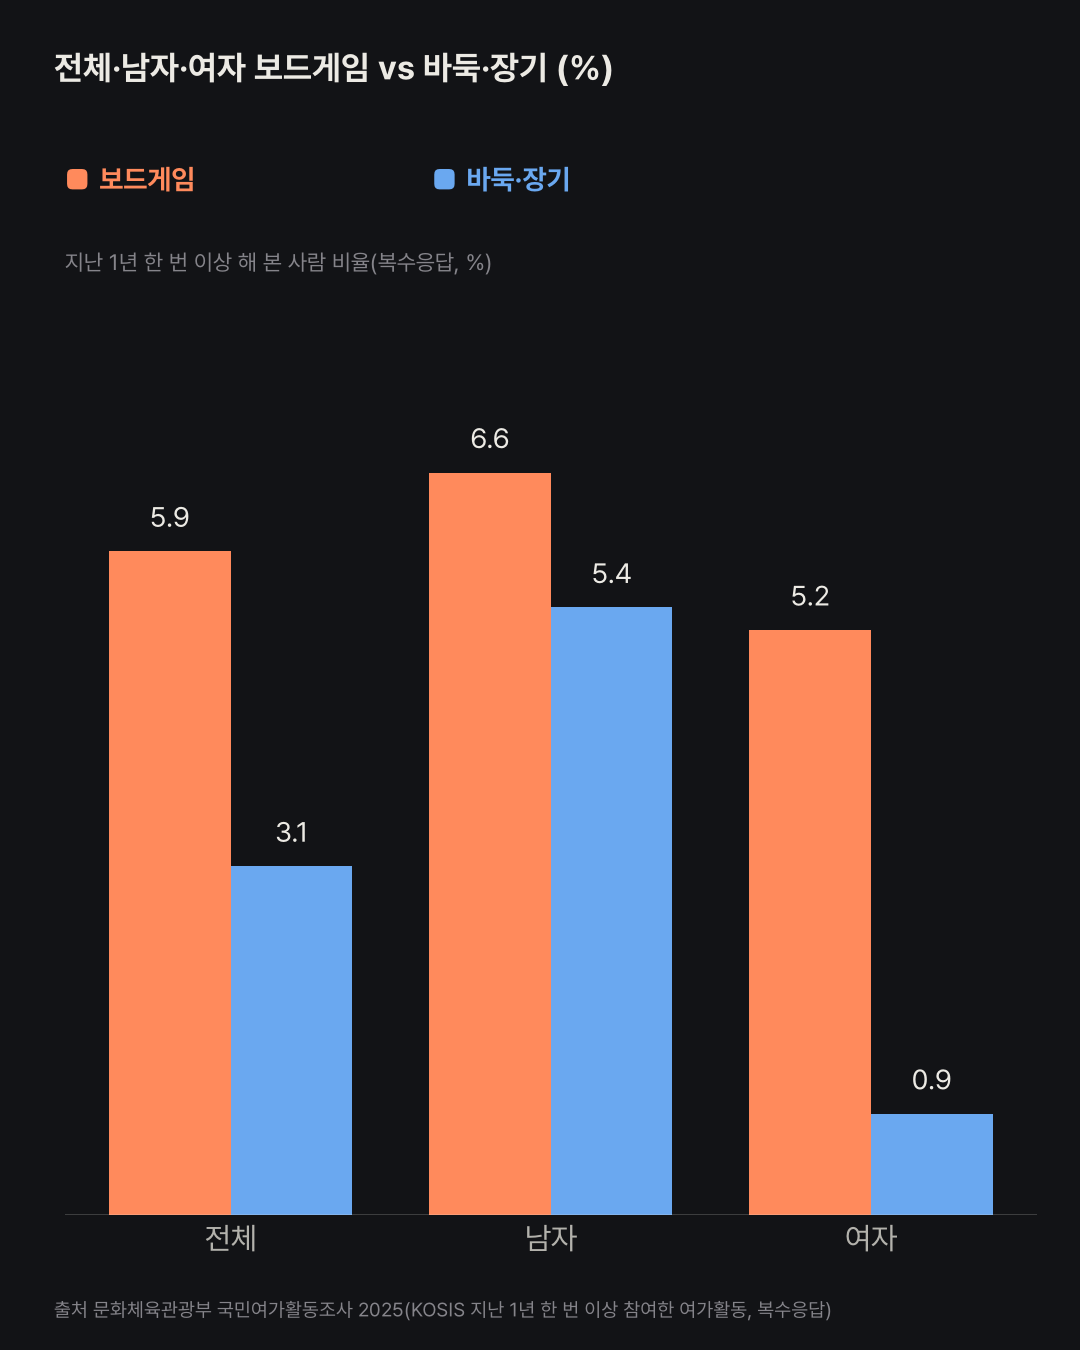 전체·남자·여자 보드게임 vs 바둑·장기 (%)
보드게임 바둑·장기
지난 1년 한 번 이상 해 본 사람 비율(복수응답, %)
6.6
5.9
5.4
5.2
3.1
0.9
전체 남자 여자
출처 문화체육관광부 국민여가활동조사 2025(KOSIS 지난 1년 한 번 이상 참여한 여가활동, 복수응답)